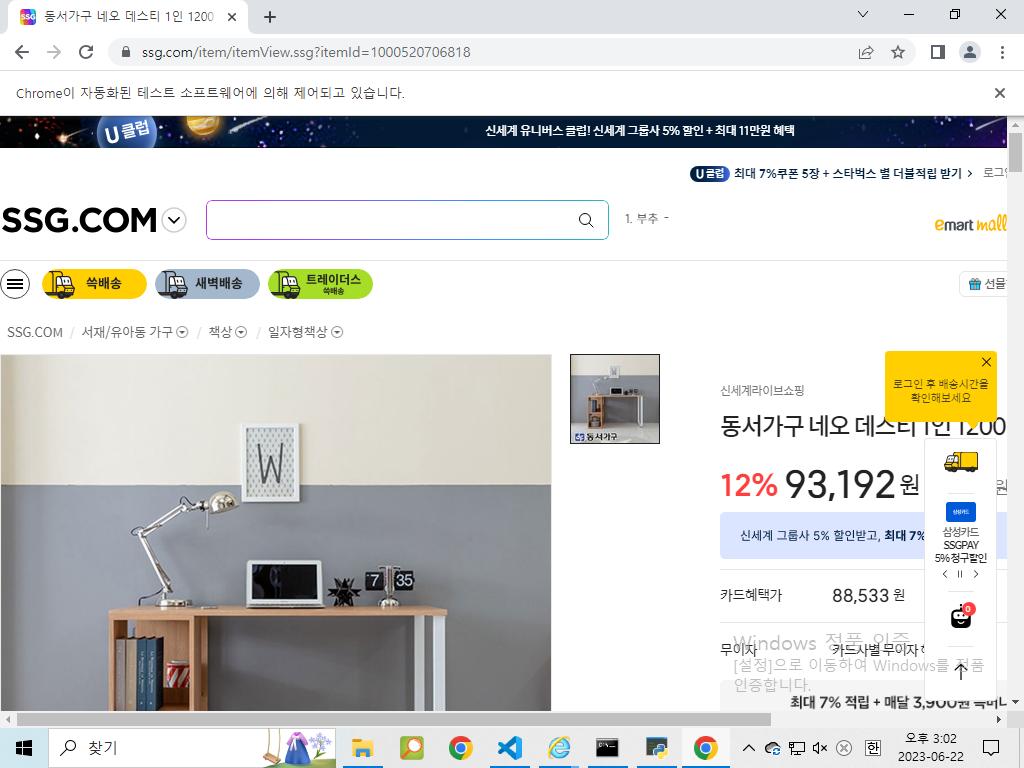 동서가구 네오 데스티 1인 1200
ssg.com/item/itemView.ssg?itemId=1000520706818
Chrome이 자동화된 테스트 소프트웨어에 의해 제어되고 있습니다.
U 클럽
신세계 유니버스 클럽! 신세계 그룹사 5% 할인 + 최대 11만원 혜택
U 클럽 최대 7%쿠폰 5장 + 스타벅스 별 더블적립 받기 >
SSG.COM
1. 부추 -
emart mall
쓱배송
새벽배송
트레이더스
쓱배송
선물
SSG.COM / 서재/유아동 가구 / 책상 / 일자형책상
로그인 후 배송시간을
확인해보세요
W
7 35
동서가구
신세계라이브쇼핑
동서가구 네오 데스티 1인 1200
12% 93,192 원
신세계 그룹사 5% 할인받고, 최대 7%
카드혜택가 88,533 원
무이자 카드사별 무이자
최대 7% 적립 + 매달 3,900원
삼성카드
삼성카드
SSGPAY
5% 청구할인
0
Windows 정품 인증
[설정]으로 이동하여 Windows를 정품
인증합니다.
찾기
한
오후 3:02
2023-06-22